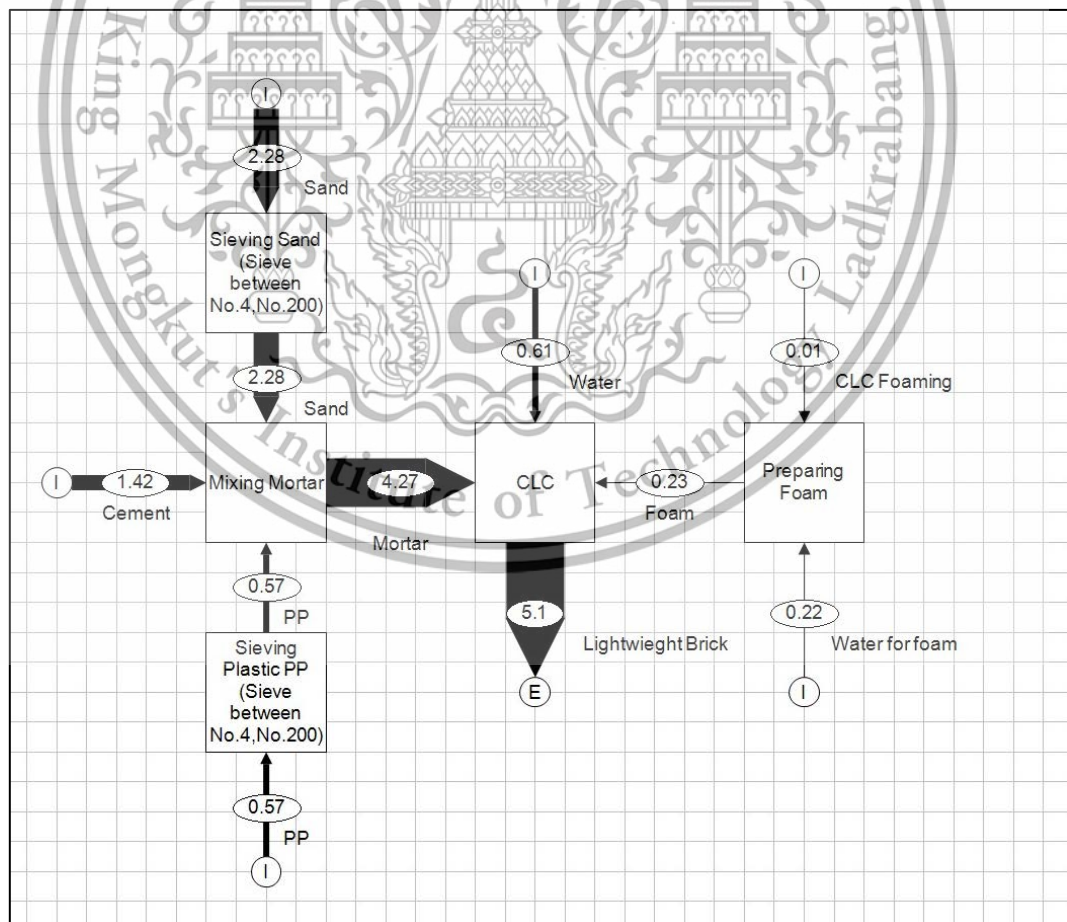 I
2.28
Sand
Sieving Sand
(Sieve
between
No.4,No.200)
2.28
Sand
I
1.42
Cement
Mixing Mortar
4.27
Mortar
I
0.61
Water
CLC
I
0.01
CLC Foaming
Preparing
Foam
0.23
Foam
0.22
Water for foam
I
5.1
Lightwieght Brick
E
0.57
PP
Sieving
Plastic PP
(Sieve
between
No.4,No.200)
0.57
PP
I
King Mongkut's Institute of Technology Ladkrabang